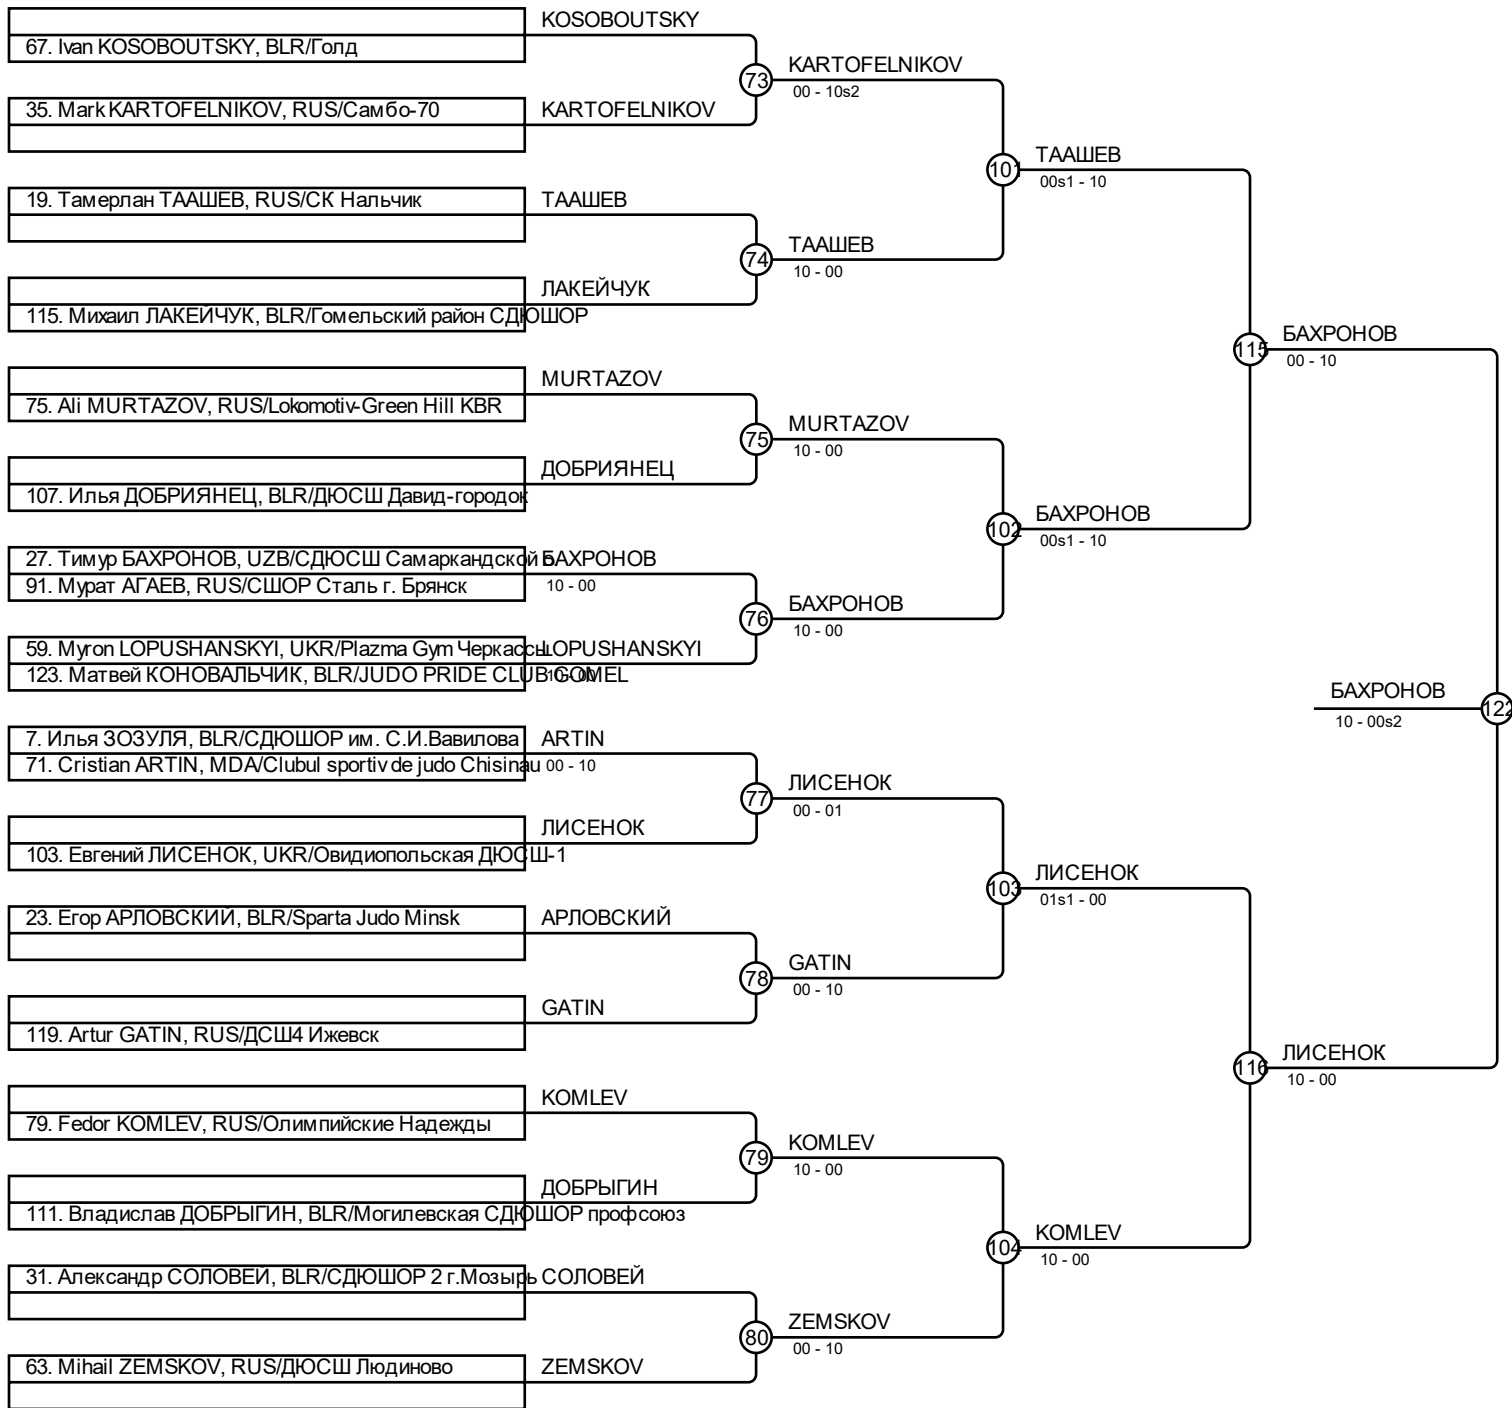 KOSOBOUTSKY
67. Ivan KOSOBOUTSKY, BLR/Голд
73
KARTOFELNIKOV
00 - 10s2
35. Mark KARTOFELNIKOV, RUS/Самбо-70
KARTOFELNIKOV
101
ТААШЕВ
00s1 - 10
19. Тамерлан ТААШЕВ, RUS/СК Нальчик
ТААШЕВ
74
ТААШЕВ
10 - 00
ЛАКЕЙЧУК
115. Михаил ЛАКЕЙЧУК, BLR/Гомельский район СДЮШОР
115
БАХРОНОВ
00 - 10
MURTAZOV
75. Ali MURTAZOV, RUS/Lokomotiv-Green Hill KBR
75
MURTAZOV
10 - 00
ДОБРИЯНЕЦ
107. Илья ДОБРИЯНЕЦ, BLR/ДЮСШ Давид-городок
102
БАХРОНОВ
00s1 - 10
27. Тимур БАХРОНОВ, UZB/СДЮСШ Самаркандской
БАХРОНОВ
91. Мурат АГАЕВ, RUS/СШОР Сталь г. Брянск
10 - 00
76
БАХРОНОВ
10 - 00
59. Myron LOPUSHANSKYI, UKR/Plazma Gym Черкассы
LOPUSHANSKYI
123. Матвей КОНОВАЛЬЧИК, BLR/JUDO PRIDE CLUB GOMEL
10 - 00
БАХРОНОВ
122
10 - 00s2
7. Илья ЗОЗУЛЯ, BLR/СДЮШОР им. С.И.Вавилова
ARTIN
71. Cristian ARTIN, MDA/Clubul sportiv de judo Chisinau
00 - 10
77
ЛИСЕНОК
00 - 01
ЛИСЕНОК
103. Евгений ЛИСЕНОК, UKR/Овидиопольская ДЮСШ-1
103
ЛИСЕНОК
01s1 - 00
23. Егор АРЛОВСКИЙ, BLR/Sparta Judo Minsk
АРЛОВСКИЙ
78
GATIN
00 - 10
GATIN
119. Artur GATIN, RUS/ДСШ4 Ижевск
116
ЛИСЕНОК
10 - 00
KOMLEV
79. Fedor KOMLEV, RUS/Олимпийские Надежды
79
KOMLEV
10 - 00
ДОБРЫГИН
111. Владислав ДОБРЫГИН, BLR/Могилевская СДЮШОР профсоюз
104
KOMLEV
10 - 00
31. Александр СОЛОВЕЙ, BLR/СДЮШОР 2 г.Мозырь
СОЛОВЕЙ
80
ZEMSKOV
00 - 10
63. Mihail ZEMSKOV, RUS/ДЮСШ Людиново
ZEMSKOV